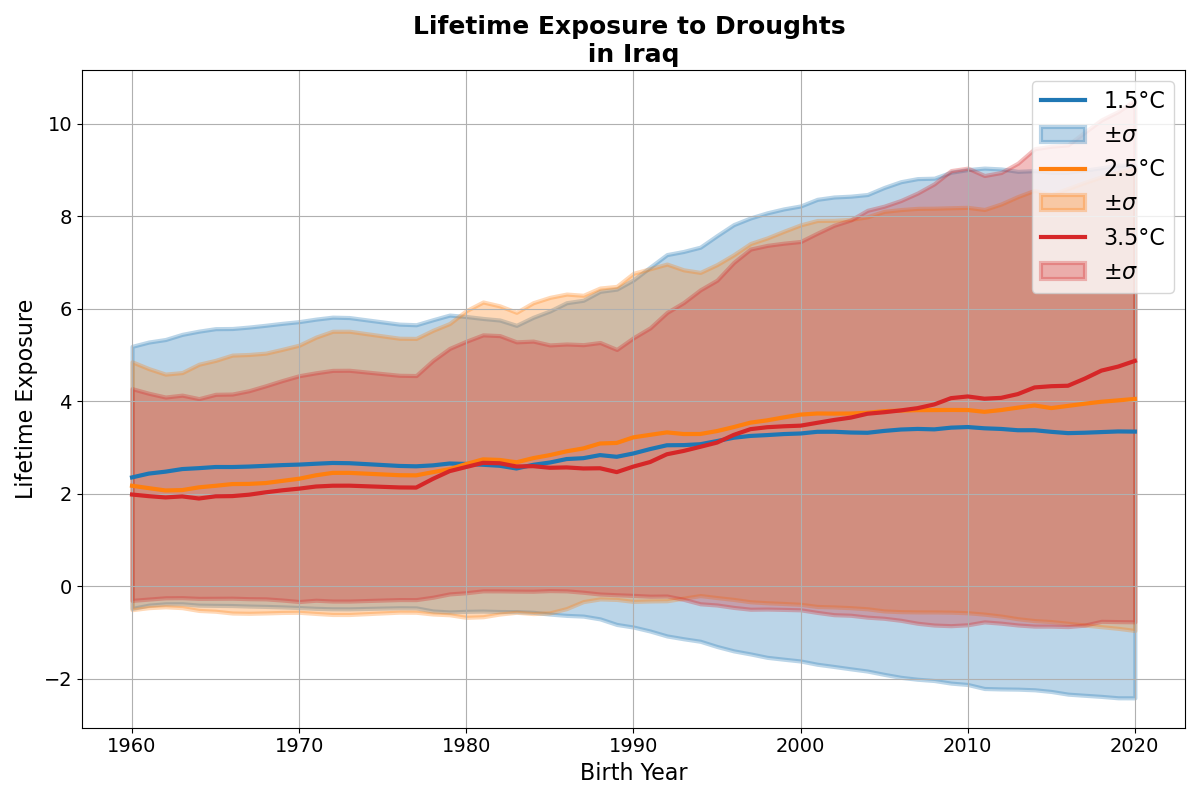 Lifetime Exposure to Droughts
in Iraq
1.5°C
±σ
2.5°C
±σ
3.5°C
±σ
Lifetime Exposure
10
8
6
4
2
0
−2
1960 1970 1980 1990 2000 2010 2020
Birth Year